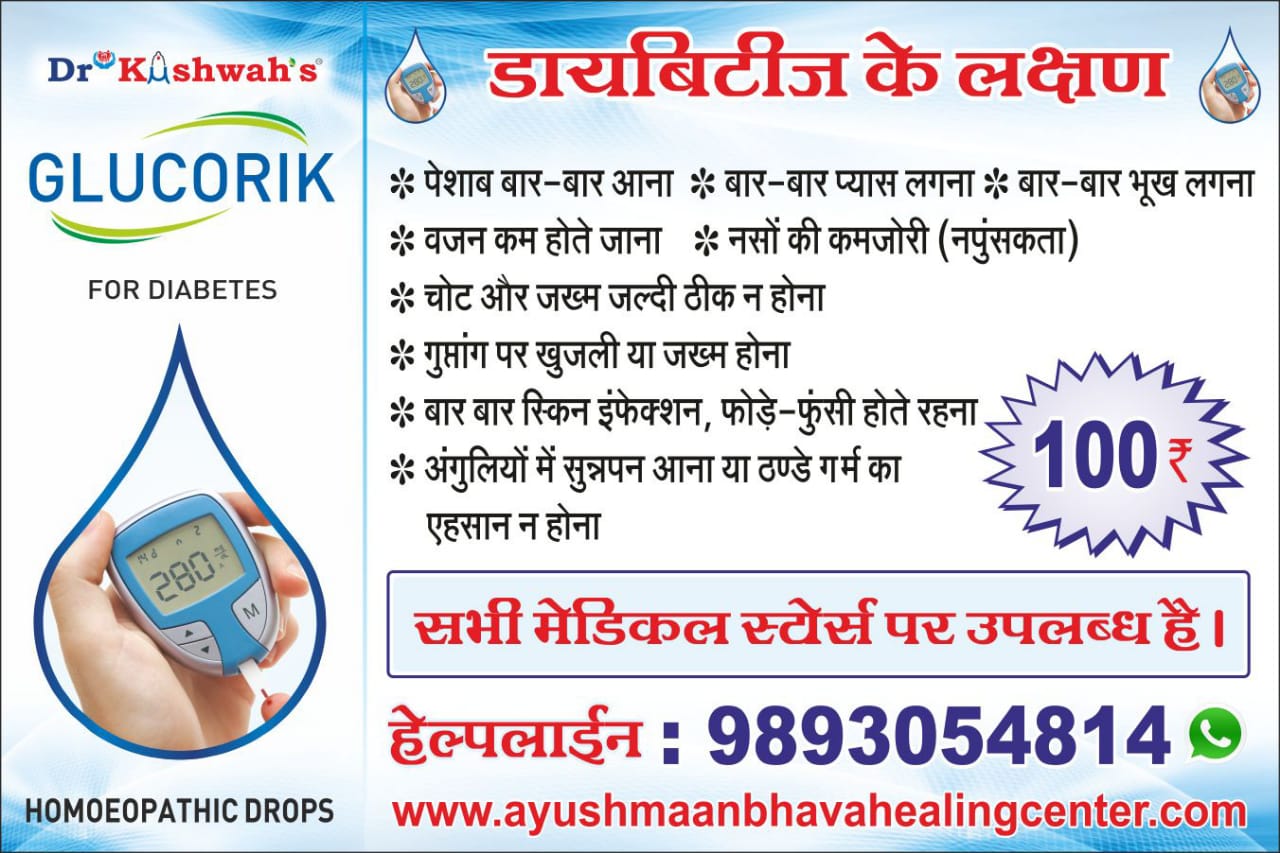 Dr Kushwah's®
GLUCORIK
FOR DIABETES
14d n 2
280
M
HOMOEOPATHIC DROPS
डायबिटीज के लक्षण
* पेशाब बार-बार आना * बार-बार प्यास लगना * बार-बार भूख लगना
* वजन कम होते जाना * नसों की कमजोरी (नपुंसकता)
* चोट और जख्म जल्दी ठीक न होना
* गुप्तांग पर खुजली या जख्म होना
* बार बार स्किन इंफेक्शन, फोड़े-फुंसी होते रहना
* अंगुलियों में सुन्नपन आना या ठण्डे गर्म का
एहसान न होना
100₹
सभी मेडिकल स्टोर्स पर उपलब्ध है।
हेल्पलाईन : 9893054814
www.ayushmaanbhavahealingcenter.com